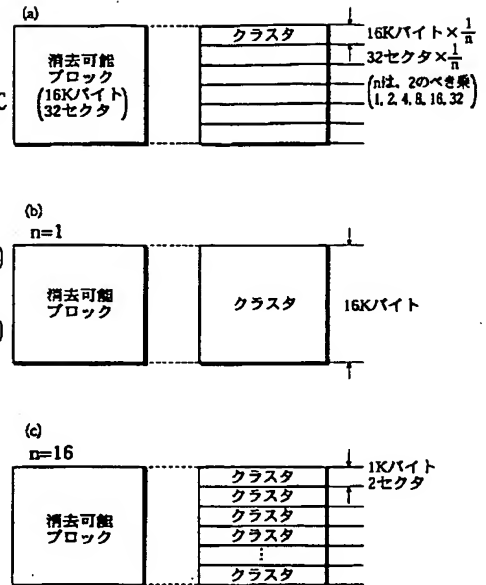 (a)
消去可能
ブロック
(16Kバイト
32セクタ)
クラスタ
16Kバイト×1/n
32セクタ×1/n
(nは、2のべき乗
1, 2, 4, 8, 16, 32)
(b)
n=1
消去可能
ブロック
クラスタ
16Kバイト
(c)
n=16
消去可能
ブロック
クラスタ
クラスタ
クラスタ
クラスタ
⋮
クラスタ
1Kバイト
2セクタ